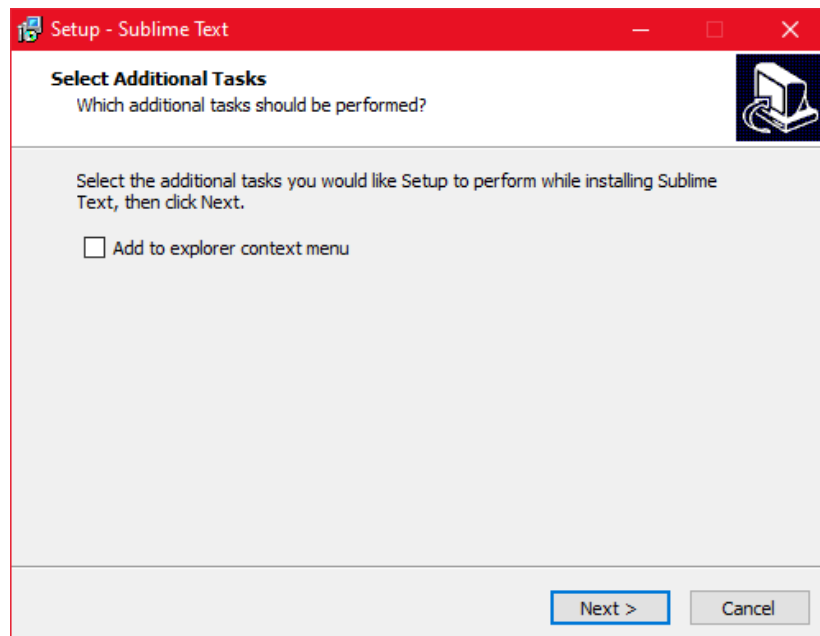 Setup - Sublime Text
Select Additional Tasks
Which additional tasks should be performed?
Select the additional tasks you would like Setup to perform while installing Sublime
Text, then click Next.
Add to explorer context menu
Next >
Cancel